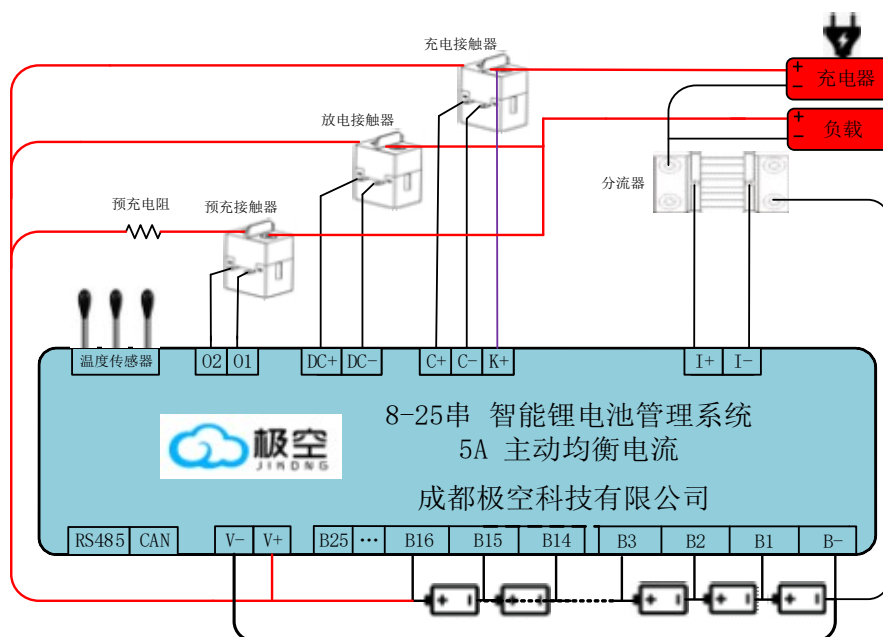 充电接触器
+ 充电器
−
放电接触器
+ 负载
−
分流器
预充电阻
预充接触器
温度传感器
O2 O1
DC+ DC-
C+ C- K+
I+ I-
极空
JINDNG
8-25串 智能锂电池管理系统
5A 主动均衡电流
成都极空科技有限公司
RS485 CAN
V- V+
B25 ··· B16 B15 B14 B3 B2 B1 B-